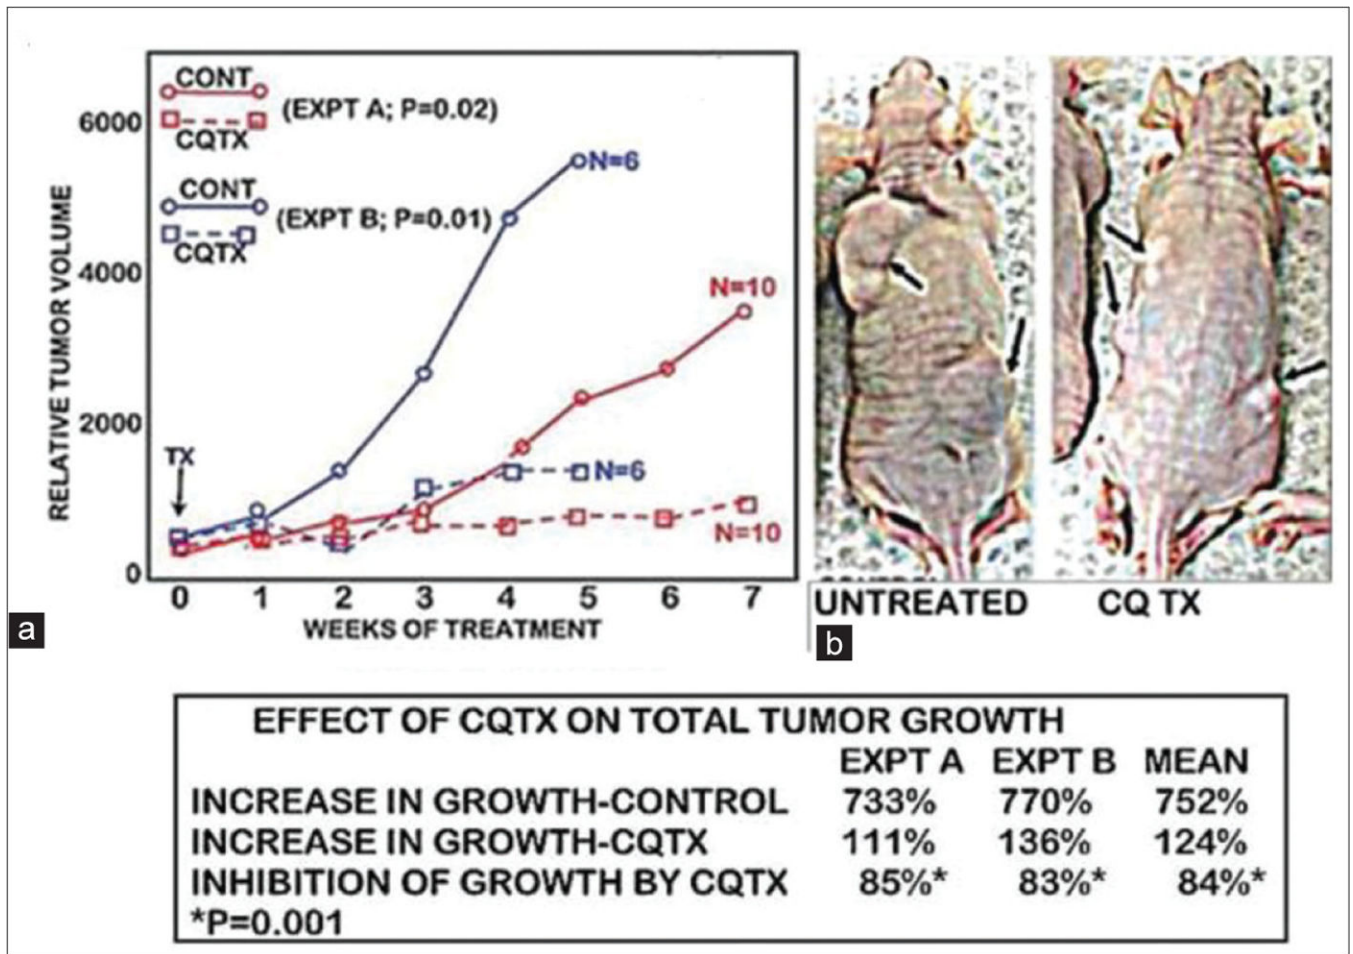 CONT
(EXPT A; P=0.02)
CQTX
CONT
(EXPT B; P=0.01)
CQTX
RELATIVE TUMOR VOLUME
6000
4000
2000
0
TX
N=6
N=10
N=6
N=10
0 1 2 3 4 5 6 7
WEEKS OF TREATMENT
a
UNTREATED
CQ TX
b
EFFECT OF CQTX ON TOTAL TUMOR GROWTH
EXPT A EXPT B MEAN
INCREASE IN GROWTH-CONTROL 733% 770% 752%
INCREASE IN GROWTH-CQTX 111% 136% 124%
INHIBITION OF GROWTH BY CQTX 85%* 83%* 84%*
*P=0.001